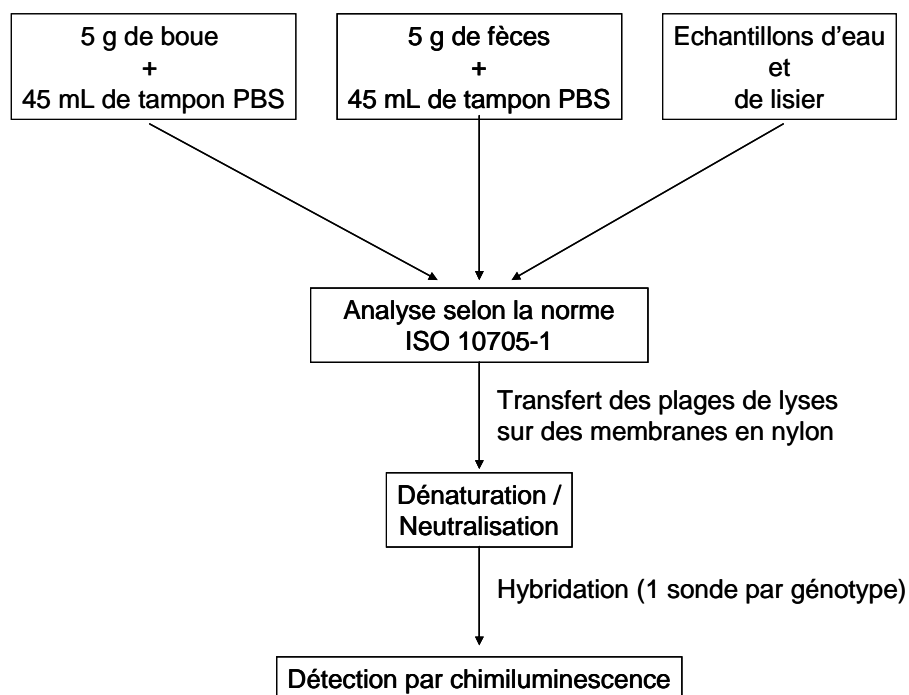 5 g de boue
+
45 mL de tampon PBS
5 g de fèces
+
45 mL de tampon PBS
Echantillons d'eau
et
de lisier
Analyse selon la norme
ISO 10705-1
Transfert des plages de lyses
sur des membranes en nylon
Dénaturation /
Neutralisation
Hybridation (1 sonde par génotype)
Détection par chimiluminescence